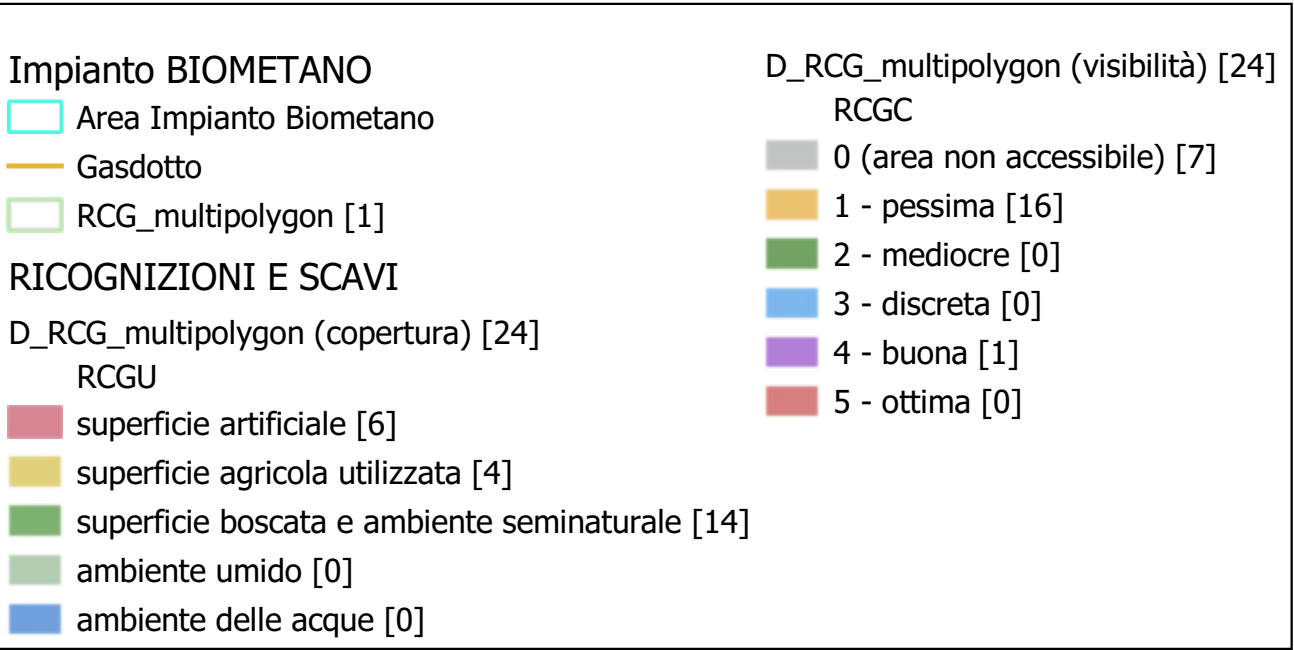 Impianto BIOMETANO
Area Impianto Biometano
Gasdotto
RCG_multipolygon [1]
RICOGNIZIONI E SCAVI
D_RCG_multipolygon (copertura) [24]
RCGU
superficie artificiale [6]
superficie agricola utilizzata [4]
superficie boscata e ambiente seminaturale [14]
ambiente umido [0]
ambiente delle acque [0]
D_RCG_multipolygon (visibilità) [24]
RCGC
0 (area non accessibile) [7]
1 - pessima [16]
2 - mediocre [0]
3 - discreta [0]
4 - buona [1]
5 - ottima [0]